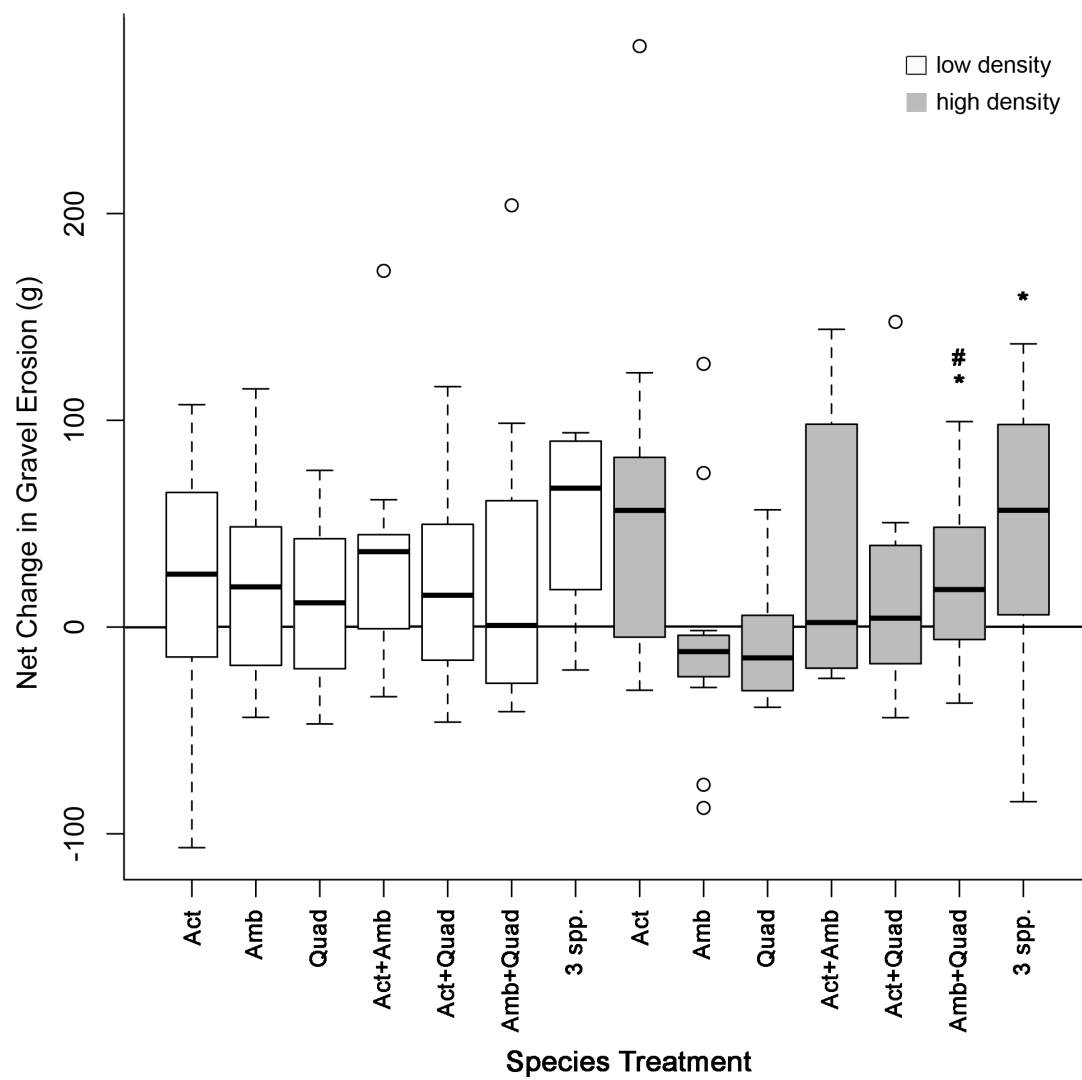 low density
high density
Net Change in Gravel Erosion (g)
200
100
0
-100
*
#
*
Act
Amb
Quad
Act+Amb
Act+Quad
Amb+Quad
3 spp.
Act
Amb
Quad
Act+Amb
Act+Quad
Amb+Quad
3 spp.
Species Treatment